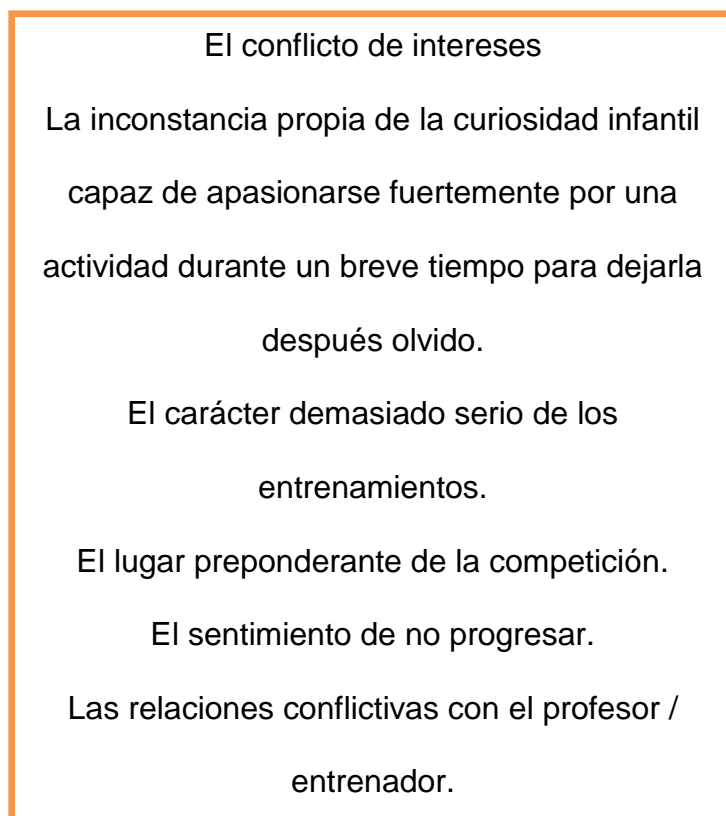 El conflicto de intereses
La inconstancia propia de la curiosidad infantil
capaz de apasionarse fuertemente por una
actividad durante un breve tiempo para dejarla
después olvido.
El carácter demasiado serio de los
entrenamientos.
El lugar preponderante de la competición.
El sentimiento de no progresar.
Las relaciones conflictivas con el profesor /
entrenador.